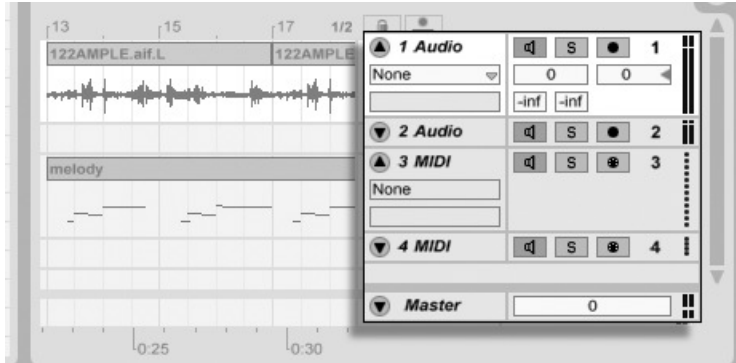 13 15 17 1/2
1 Audio S 1
122AMPLE.aif.L 122AMPLE
None 0 0
-inf -inf
2 Audio S 2
3 MIDI S 3
melody
None
4 MIDI S 4
Master 0
0:25 0:30